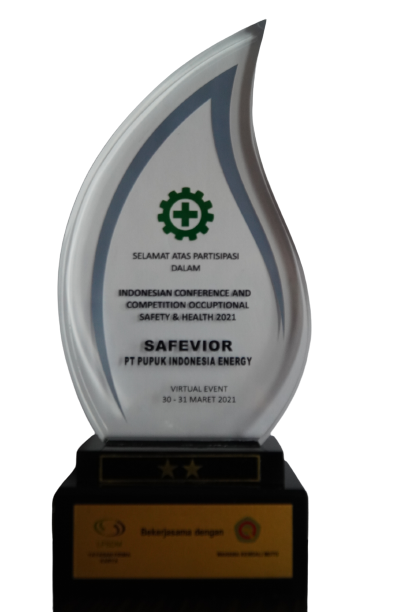 SELAMAT ATAS PARTISIPASI
DALAM
INDONESIAN CONFERENCE AND
COMPETITION OCCUPTIONAL
SAFETY & HEALTH 2021
SAFEVIOR
PT PUPUK INDONESIA ENERGY
VIRTUAL EVENT
30 - 31 MARET 2021
Bekerjasama dengan